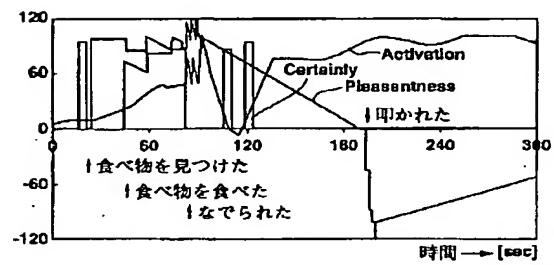 120
60
0
-60
-120
Activation
Certainly
Pleasentness
↑叩かれた
0 60 120 180 240 300
↑食べ物を見つけた
↑食べ物を食べた
↑なでられた
時間→[sec]